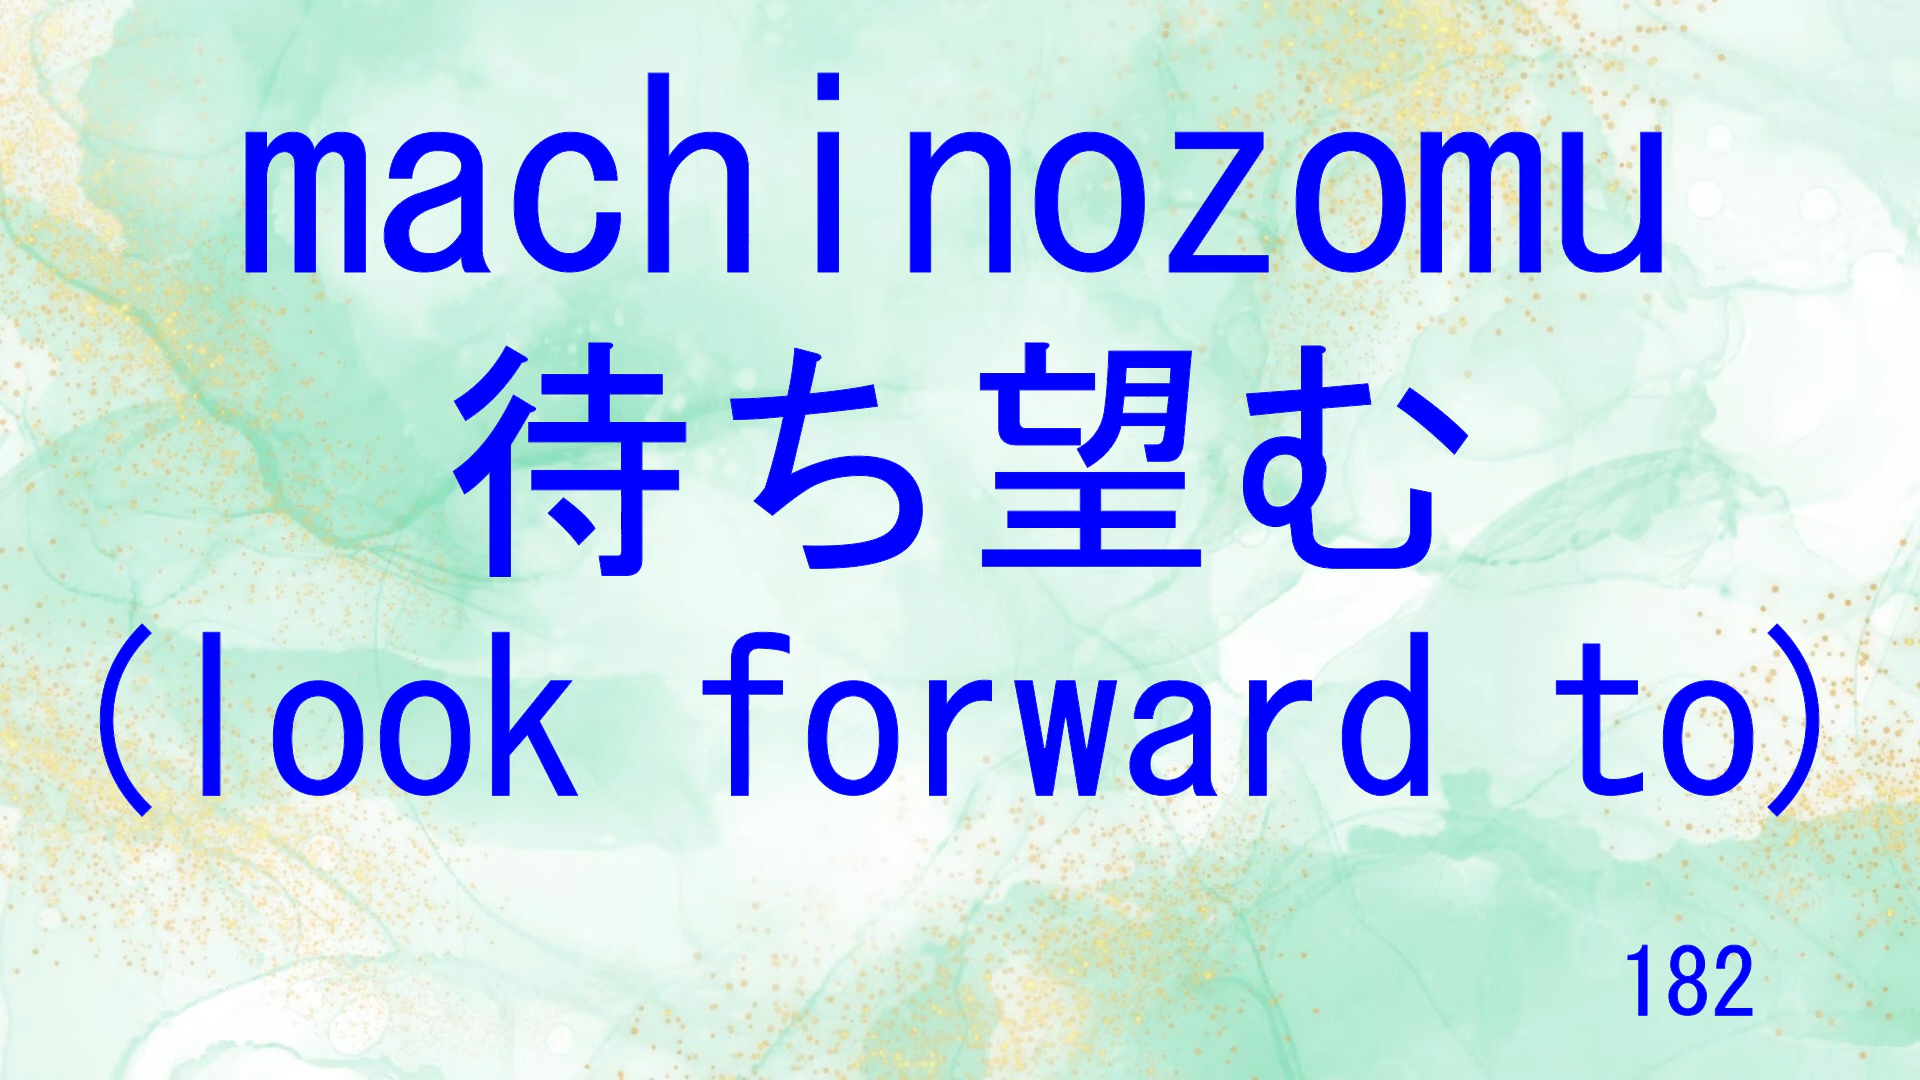 machinozomu
待ち望む
(look forward to)
182